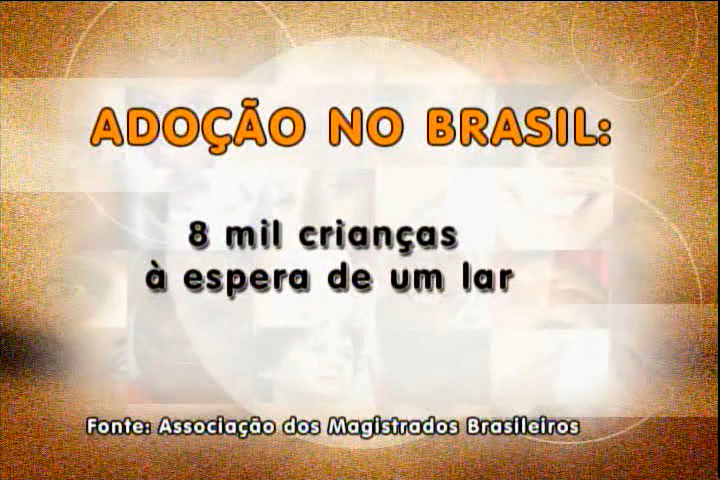 ADOÇÃO NO BRASIL:
8 mil crianças
à espera de um lar
Fonte: Associação dos Magistrados Brasileiros